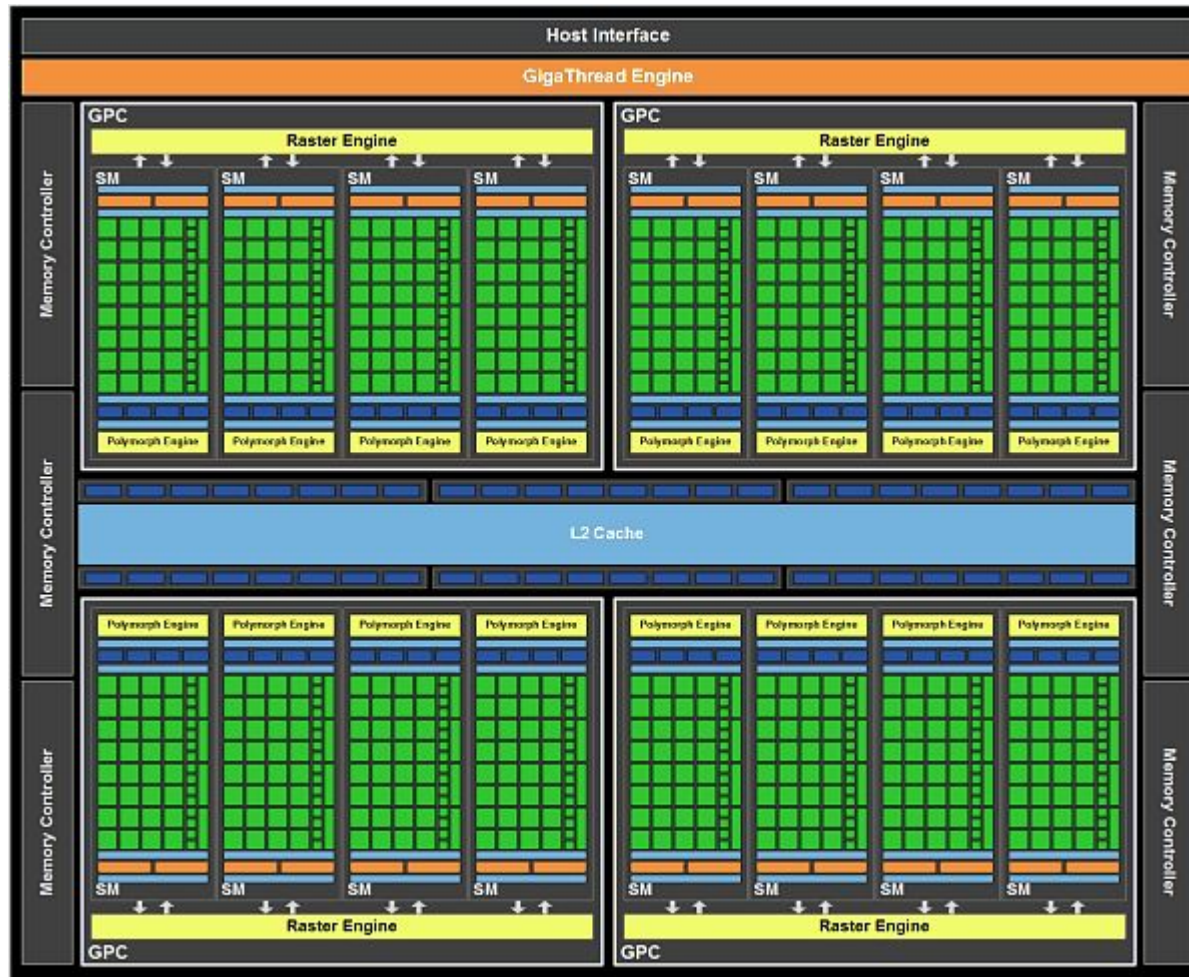 Host Interface
GigaThread Engine
GPC
Raster Engine
SM SM SM SM
Polymorph Engine Polymorph Engine Polymorph Engine Polymorph Engine
GPC
Raster Engine
SM SM SM SM
Polymorph Engine Polymorph Engine Polymorph Engine Polymorph Engine
Memory Controller
Memory Controller
Memory Controller
Memory Controller
Memory Controller
Memory Controller
L2 Cache
Polymorph Engine Polymorph Engine Polymorph Engine Polymorph Engine
SM SM SM SM
Raster Engine
GPC
Polymorph Engine Polymorph Engine Polymorph Engine Polymorph Engine
SM SM SM SM
Raster Engine
GPC